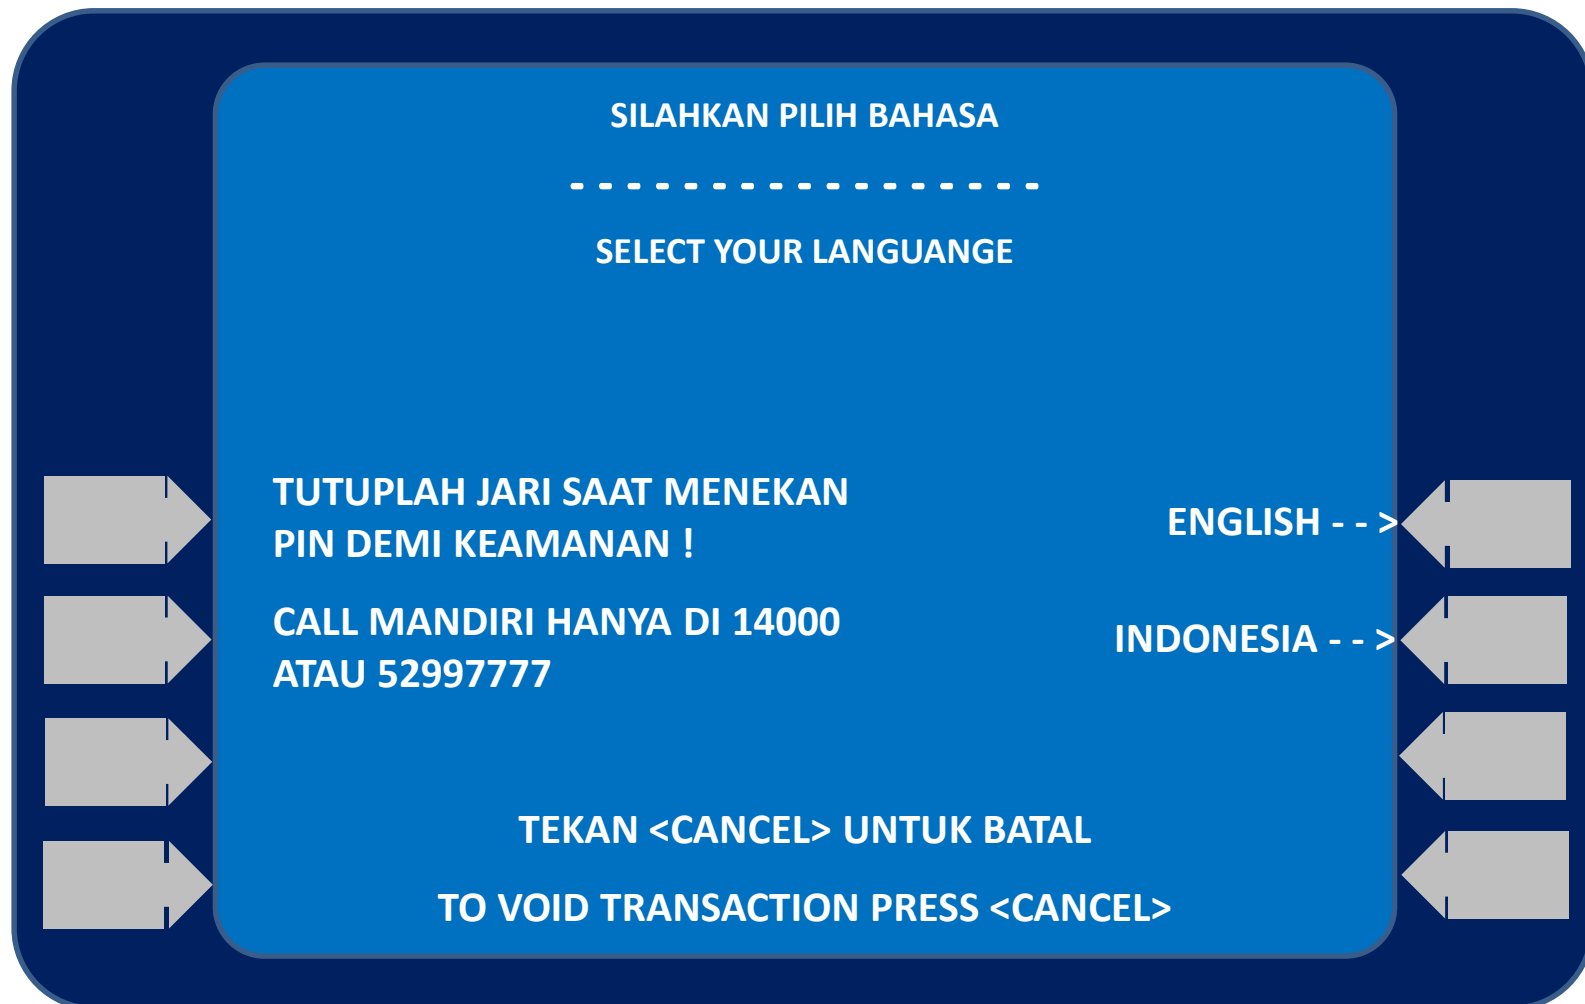 SILAHKAN PILIH BAHASA
- - - - - - - - - - - - - - - - -
SELECT YOUR LANGUANGE
TUTUPLAH JARI SAAT MENEKAN
PIN DEMI KEAMANAN !
ENGLISH - - >
CALL MANDIRI HANYA DI 14000
ATAU 52997777
INDONESIA - - >
TEKAN <CANCEL> UNTUK BATAL
TO VOID TRANSACTION PRESS <CANCEL>